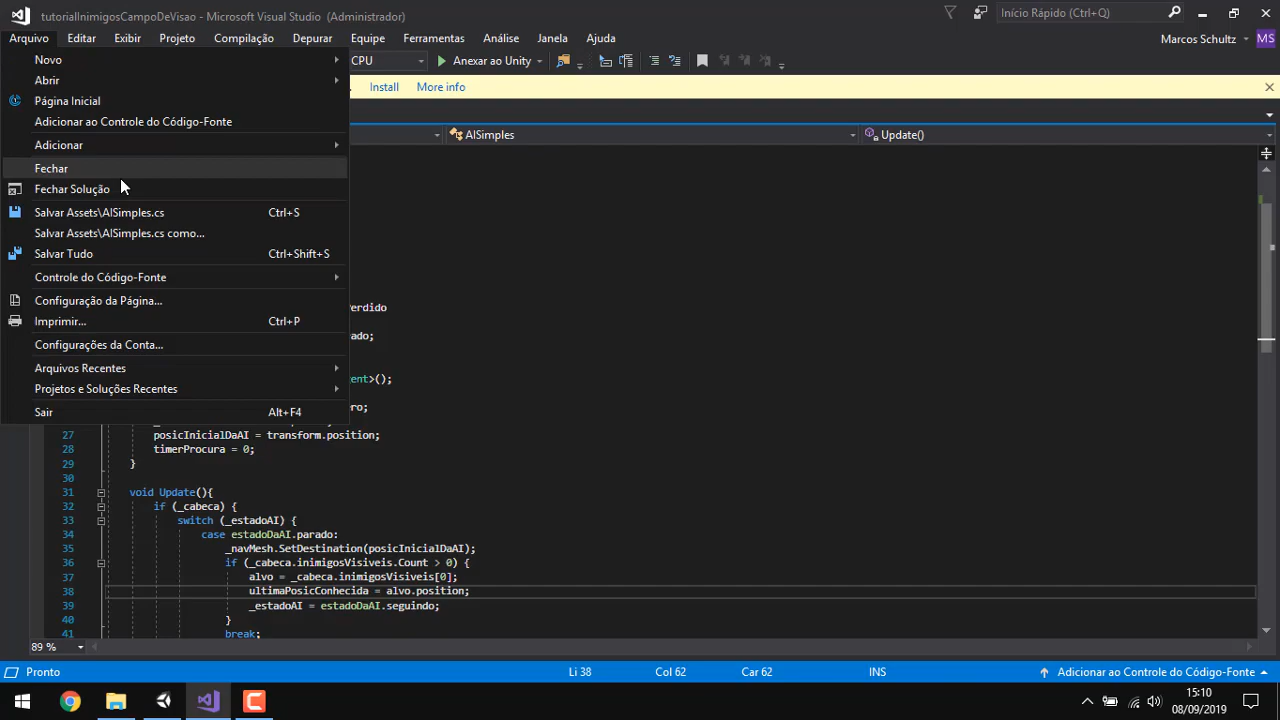 tutorialInimigosCampoDeVisao - Microsoft Visual Studio (Administrador)
Início Rápido (Ctrl+Q)
Arquivo Editar Exibir Projeto Compilação Depurar Equipe Ferramentas Análise Janela Ajuda
Marcos Schultz MS
Novo
CPU Anexar ao Unity
Abrir
Install More info
Página Inicial
Adicionar ao Controle do Código-Fonte
AISimples Update()
Adicionar
Fechar
Fechar Solução
Salvar Assets\AISimples.cs Ctrl+S
Salvar Assets\AISimples.cs como...
Salvar Tudo Ctrl+Shift+S
Controle do Código-Fonte
Configuração da Página...
erdido
Imprimir... Ctrl+P
ado;
Configurações da Conta...
Arquivos Recentes
ent>();
Projetos e Soluções Recentes
ro;
Sair Alt+F4
27 posicInicialDaAI = transform.position;
28 timerProcura = 0;
29 }
30
31 void Update(){
32 if (_cabeca) {
33 switch (_estadoAI) {
34 case estadoDaAI.parado:
35 _navMesh.SetDestination(posicInicialDaAI);
36 if (_cabeca.inimigosVisiveis.Count > 0) {
37 alvo = _cabeca.inimigosVisiveis[0];
38 ultimaPosicConhecida = alvo.position;
39 _estadoAI = estadoDaAI.seguindo;
40 }
41 break;
89 %
Pronto Li 38 Col 62 Car 62 INS Adicionar ao Controle do Código-Fonte
15:10
08/09/2019